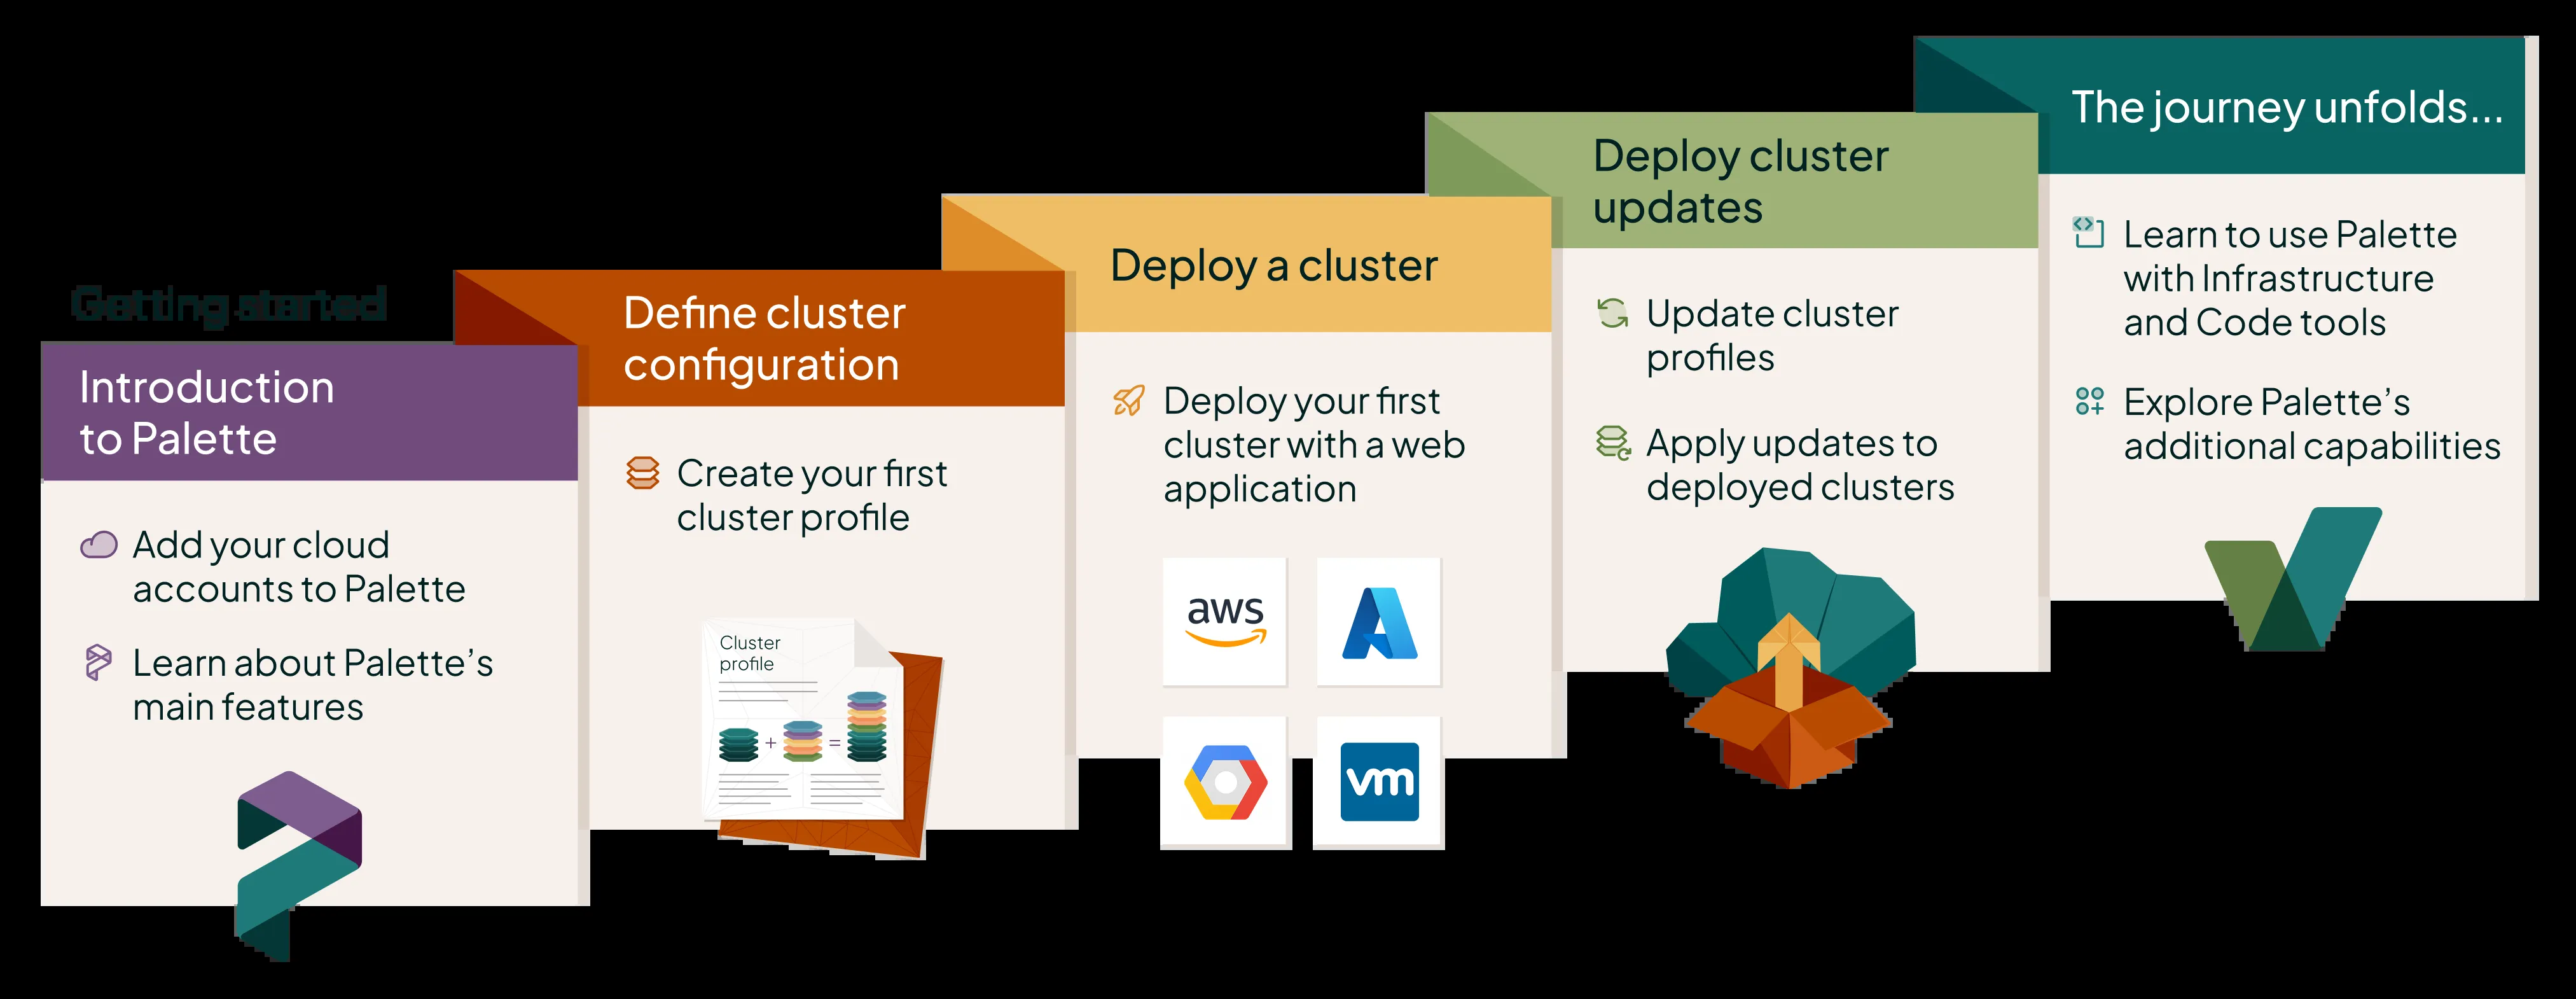 Getting started
Introduction
to Palette
Add your cloud
accounts to Palette
Learn about Palette’s
main features
Define cluster
configuration
Create your first
cluster profile
Cluster
profile
+
=
Deploy a cluster
Deploy your first
cluster with a web
application
aws
vm
Deploy cluster
updates
Update cluster
profiles
Apply updates to
deployed clusters
The journey unfolds...
Learn to use Palette
with Infrastructure
and Code tools
Explore Palette’s
additional capabilities